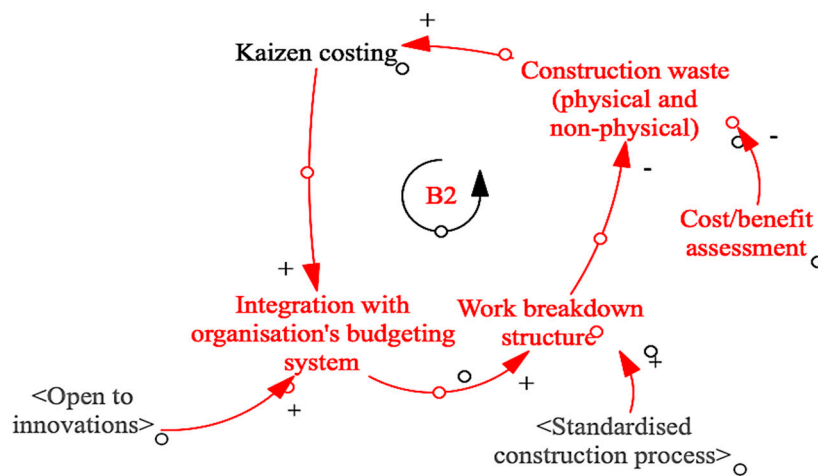 +
Kaizen costing
Construction waste
(physical and
non-physical)
-
-
B2
Cost/benefit
assessment
+
Integration with
organisation's budgeting
system
Work breakdown
structure
+
+
+
<Open to
innovations>
<Standardised
construction process>